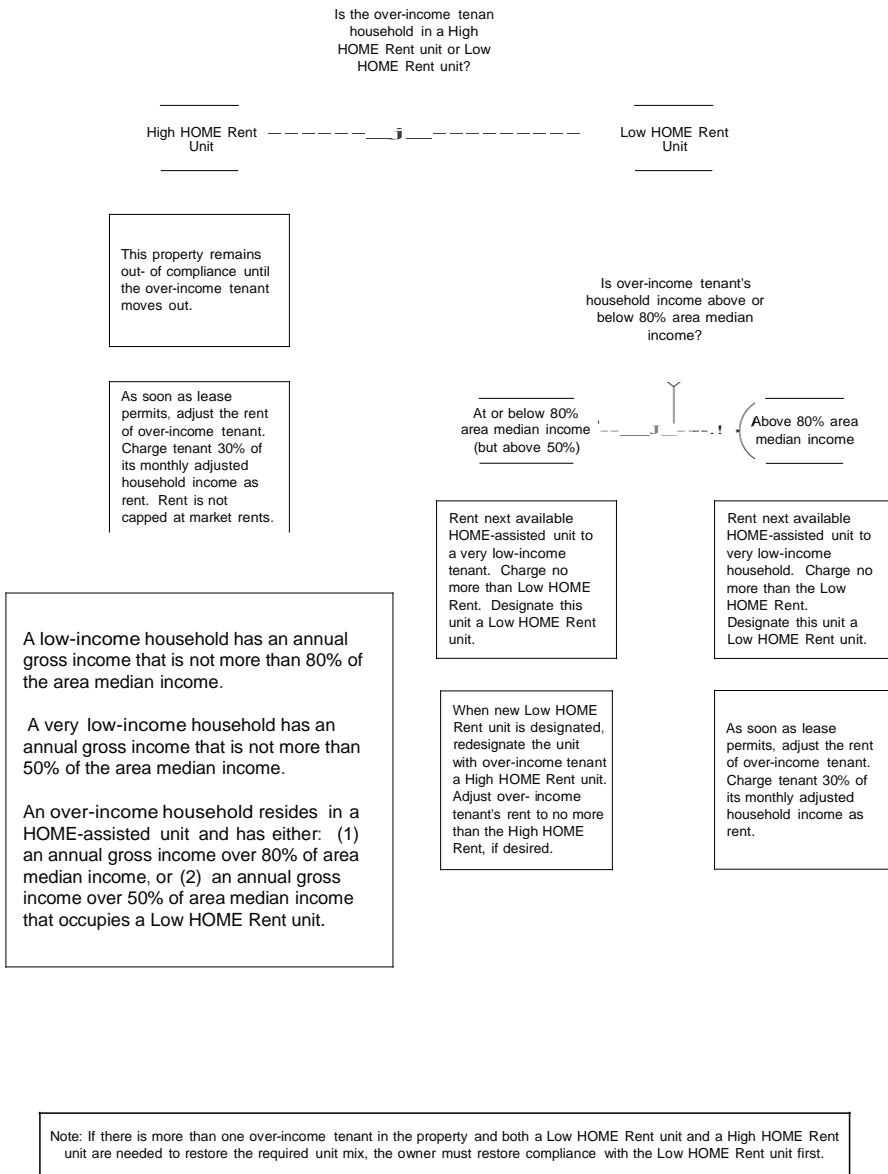 Is the over-income tenan
household in a High
HOME Rent unit or Low
HOME Rent unit?
High HOME Rent
Unit
Low HOME Rent
Unit
This property remains
out- of compliance until
the over-income tenant
moves out.
As soon as lease
permits, adjust the rent
of over-income tenant.
Charge tenant 30% of
its monthly adjusted
household income as
rent. Rent is not
capped at market rents.
Is over-income tenant's
household income above or
below 80% area median
income?
At or below 80%
area median income
(but above 50%)
Above 80% area
median income
Rent next available
HOME-assisted unit to
a very low-income
tenant. Charge no
more than Low HOME
Rent. Designate this
unit a Low HOME Rent
unit.
Rent next available
HOME-assisted unit to
very low-income
household. Charge no
more than the Low
HOME Rent.
Designate this unit a
Low HOME Rent unit.
When new Low HOME
Rent unit is designated,
redesignate the unit
with over-income tenant
a High HOME Rent unit.
Adjust over- income
tenant's rent to no more
than the High HOME
Rent, if desired.
As soon as lease
permits, adjust the rent
of over-income tenant.
Charge tenant 30% of
its monthly adjusted
household income as
rent.
A low-income household has an annual
gross income that is not more than 80% of
the area median income.
A very low-income household has an
annual gross income that is not more than
50% of the area median income.
An over-income household resides in a
HOME-assisted unit and has either: (1)
an annual gross income over 80% of area
median income, or (2) an annual gross
income over 50% of area median income
that occupies a Low HOME Rent unit.
Note: If there is more than one over-income tenant in the property and both a Low HOME Rent unit and a High HOME Rent
unit are needed to restore the required unit mix, the owner must restore compliance with the Low HOME Rent unit first.